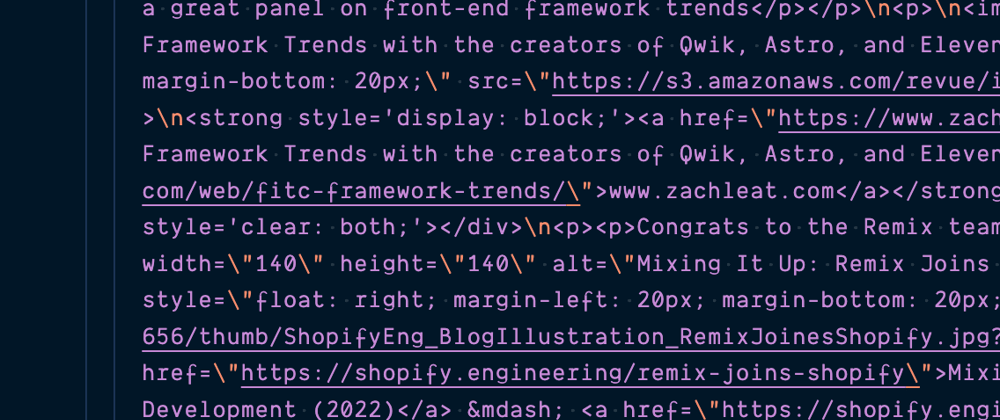 a great panel on front-end framework trends</p></p>\n<p>\n<im
Framework Trends with the creators of Qwik, Astro, and Eleven
margin-bottom: 20px;\" src=\"https://s3.amazonaws.com/revue/i
>\n<strong style='display: block;'><a href=\"https://www.zach
Framework Trends with the creators of Qwik, Astro, and Eleven
com/web/fitc-framework-trends/\">www.zachleat.com</a></strong
style='clear: both;'></div>\n<p><p>Congrats to the Remix team
width=\"140\" height=\"140\" alt=\"Mixing It Up: Remix Joins
style=\"float: right; margin-left: 20px; margin-bottom: 20px;
656/thumb/ShopifyEng_BlogIllustration_RemixJoinesShopify.jpg?
href=\"https://shopify.engineering/remix-joins-shopify\">Mixi
Development (2022)</a> &mdash; <a href=\"https://shopify.engi